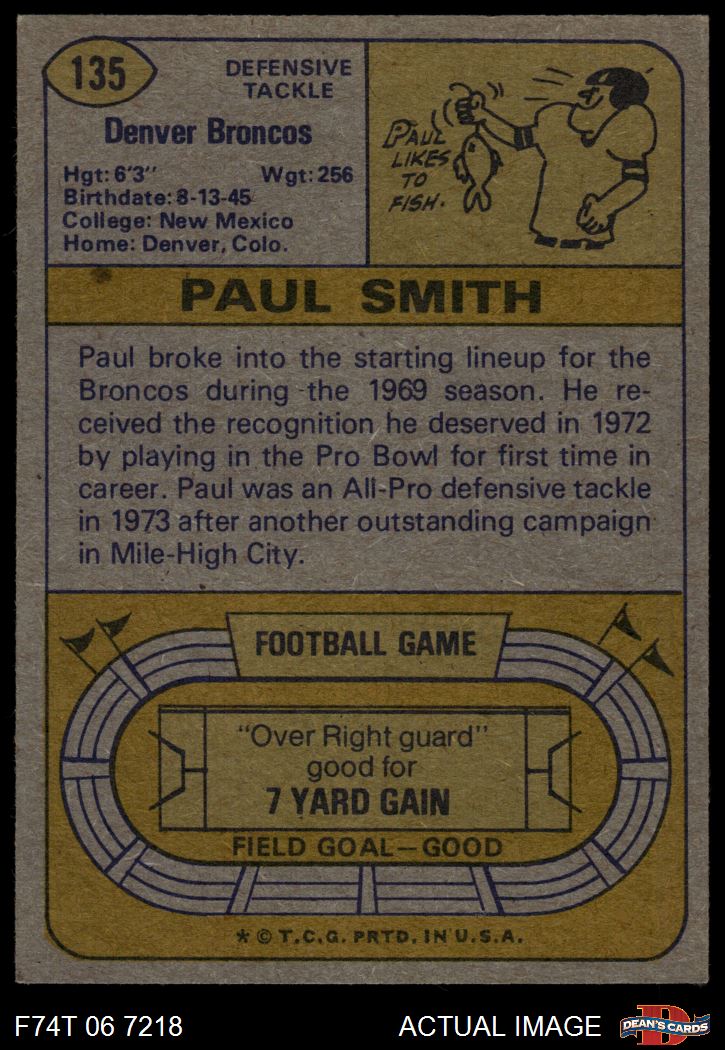 135
DEFENSIVE
TACKLE
Denver Broncos
Hgt: 6'3" Wgt: 256
Birthdate: 8-13-45
College: New Mexico
Home: Denver, Colo.
PAUL
LIKES
TO
FISH.
PAUL SMITH
Paul broke into the starting lineup for the
Broncos during the 1969 season. He re-
ceived the recognition he deserved in 1972
by playing in the Pro Bowl for first time in
career. Paul was an All-Pro defensive tackle
in 1973 after another outstanding campaign
in Mile-High City.
FOOTBALL GAME
"Over Right guard"
good for
7 YARD GAIN
FIELD GOAL—GOOD
* © T.C.G. PRTD. IN U.S.A.
F74T 06 7218 ACTUAL IMAGE
D
DEAN'S CARDS